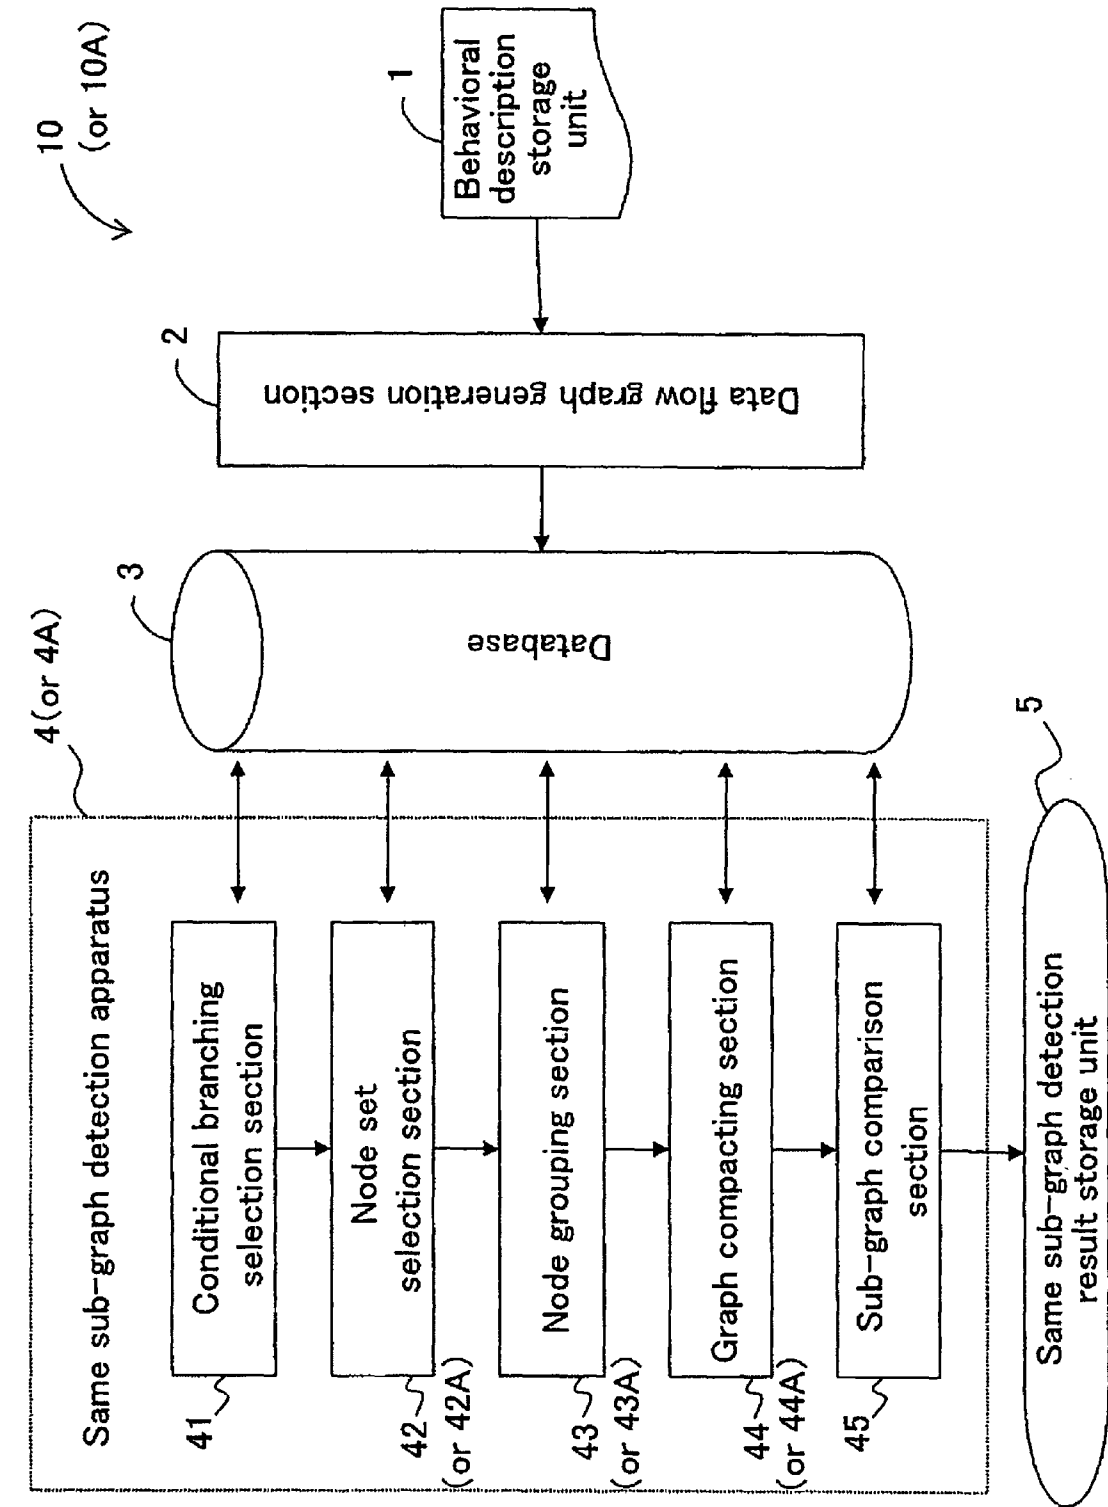 10
(or 10A)
1
Behavioral
description
storage
unit
2
Data flow graph generation section
3
Database
4(or 4A)
Same sub-graph detection apparatus
Conditional branching
selection section
41
Node set
selection section
42
(or 42A)
Node grouping section
43
(or 43A)
Graph compacting section
44
(or 44A)
Sub-graph comparison
section
45
5
Same sub-graph detection
result storage unit